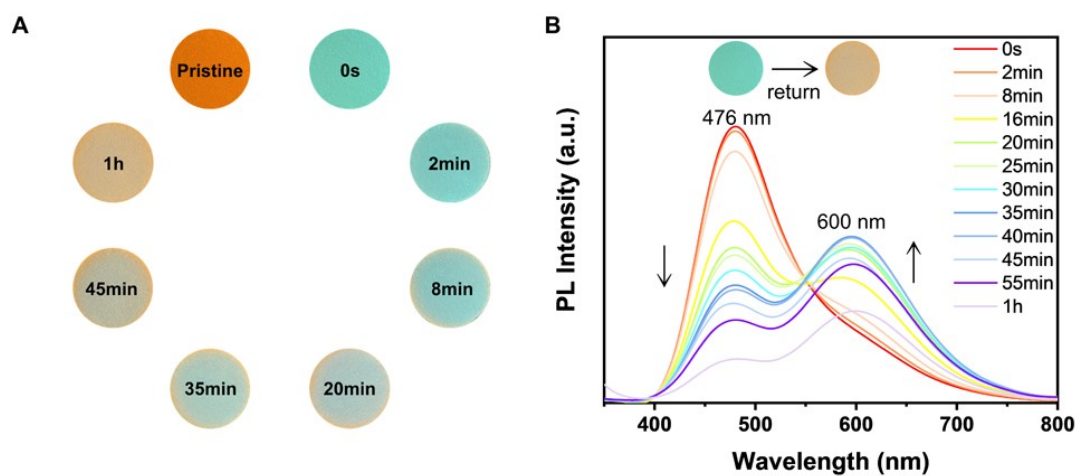 A
Pristine
0s
1h
2min
45min
8min
35min
20min
B
return
476 nm
600 nm
0s
2min
8min
16min
20min
25min
30min
35min
40min
45min
55min
1h
PL Intensity (a.u.)
400 500 600 700 800
Wavelength (nm)